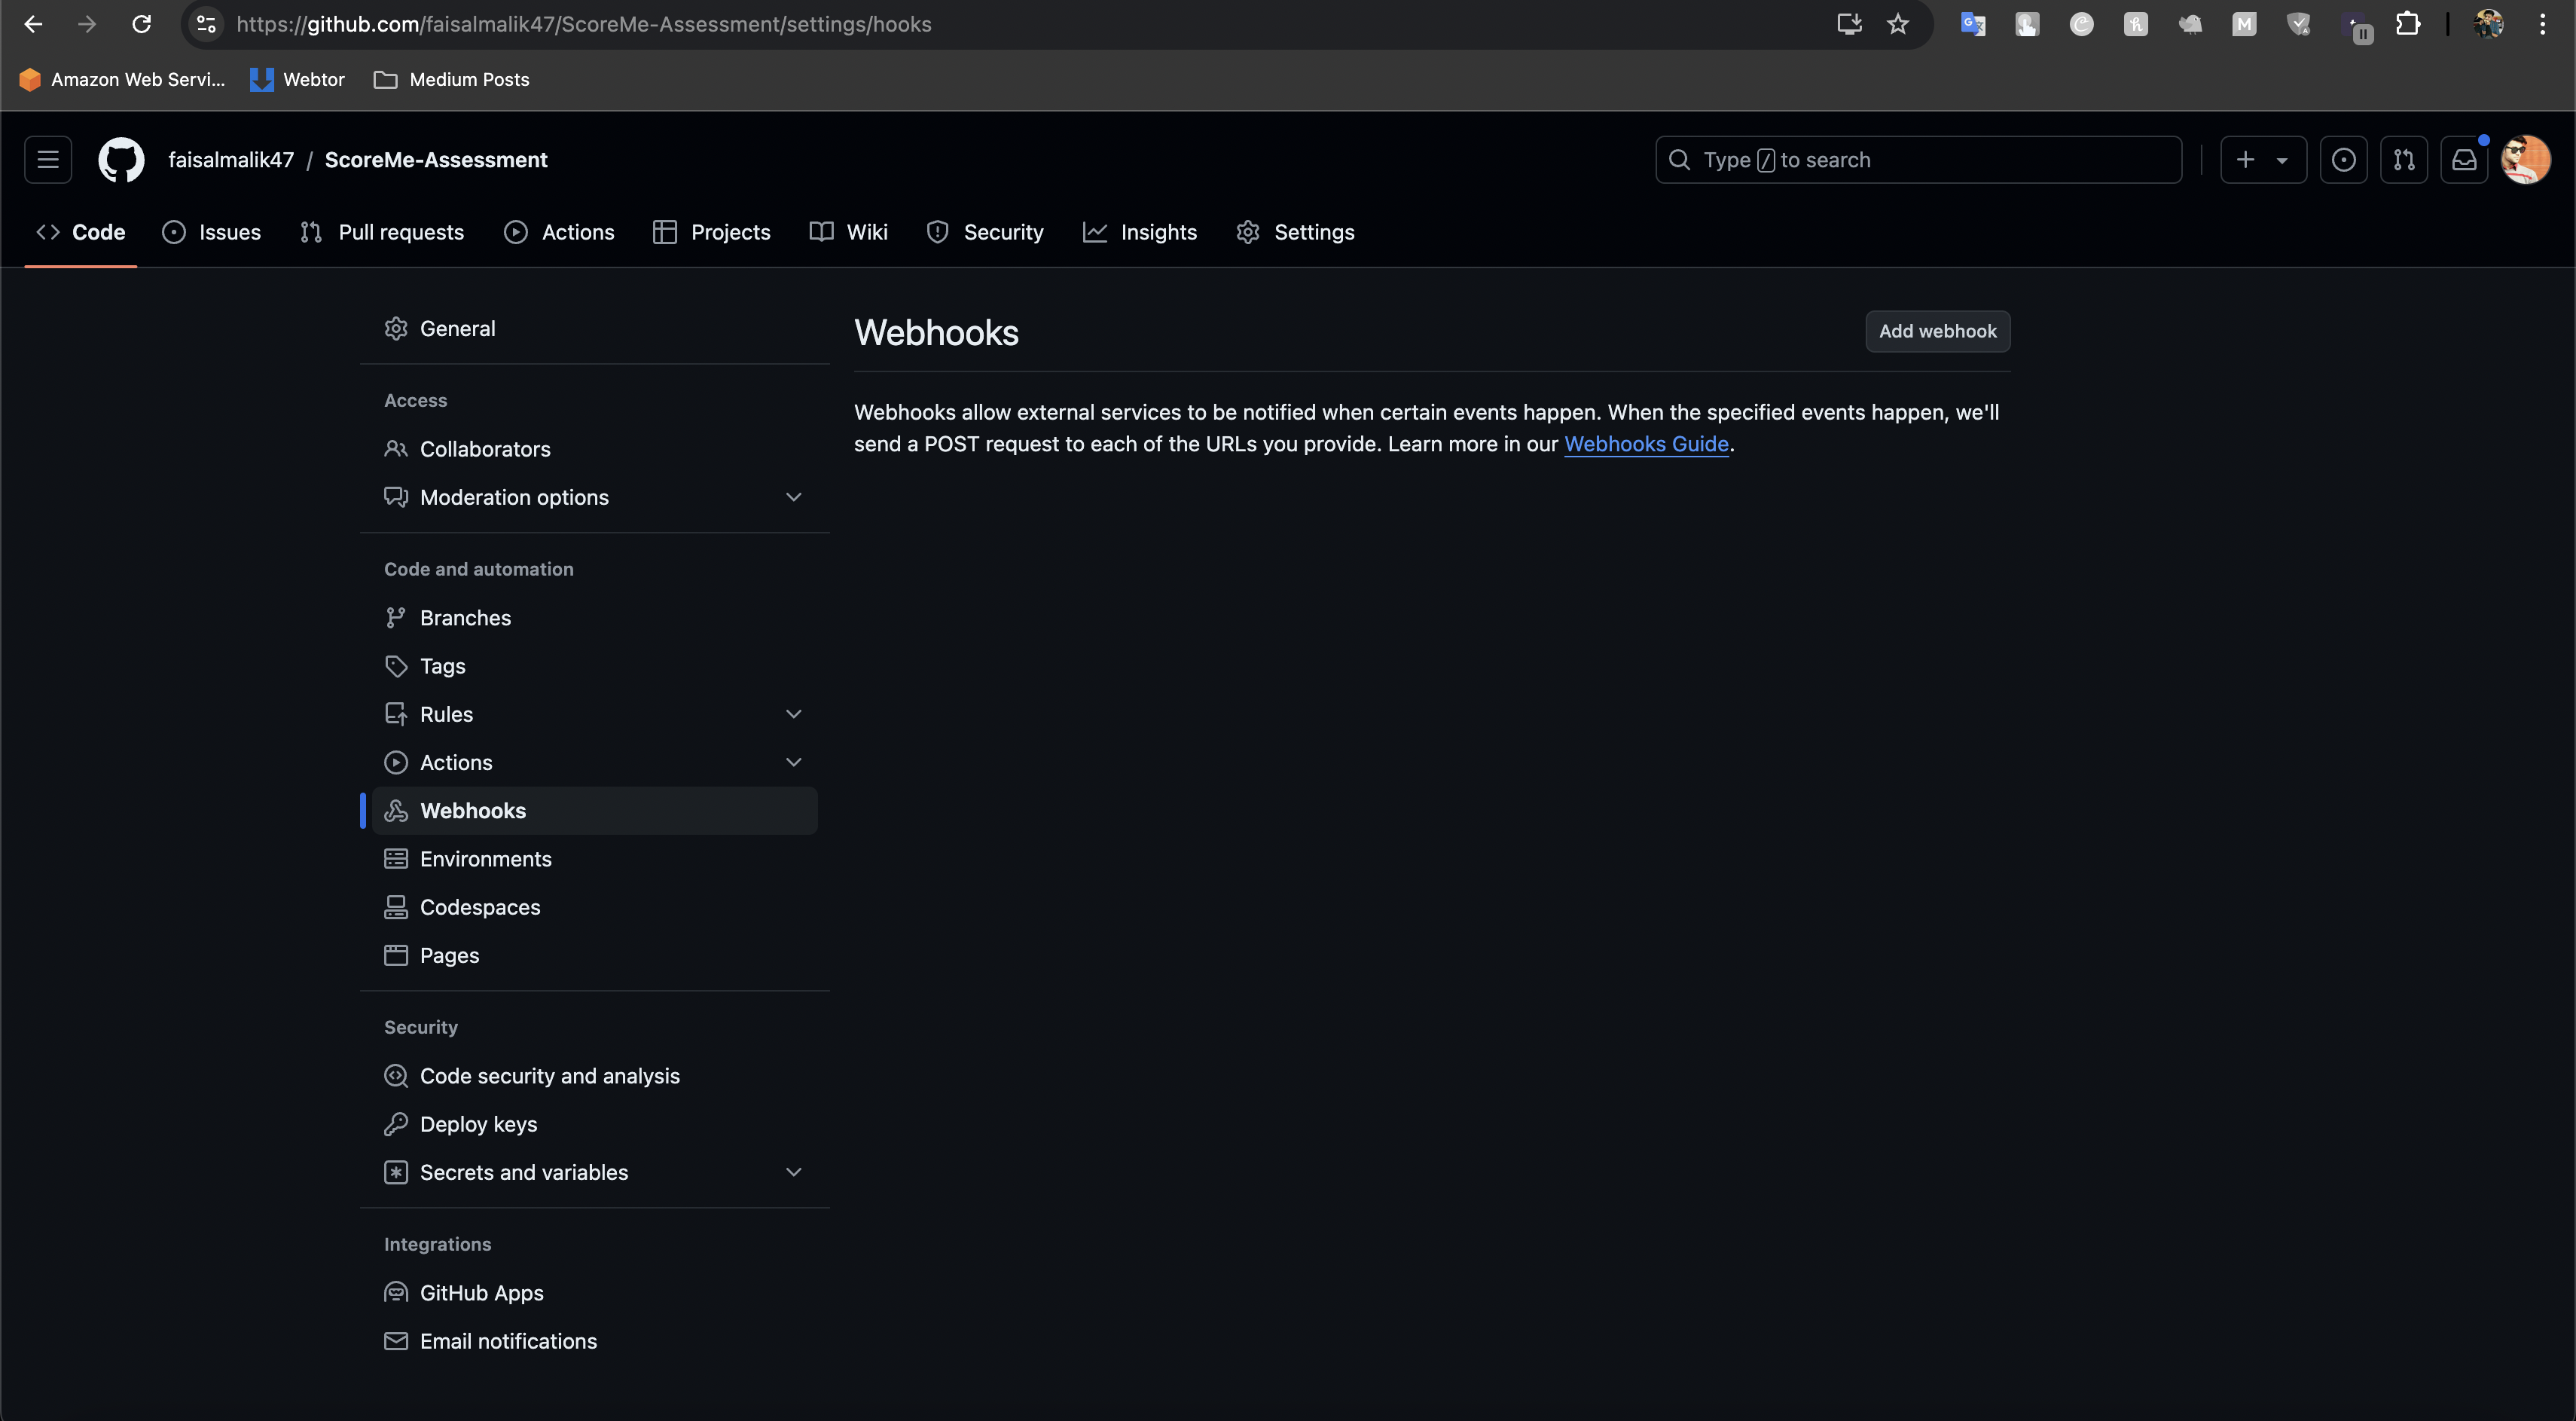 https://github.com/faisalmalik47/ScoreMe-Assessment/settings/hooks
Amazon Web Servi... Webtor Medium Posts
faisalmalik47 / ScoreMe-Assessment Type / to search
Code Issues Pull requests Actions Projects Wiki Security Insights Settings
General
Access
Collaborators
Moderation options
Code and automation
Branches
Tags
Rules
Actions
Webhooks
Environments
Codespaces
Pages
Security
Code security and analysis
Deploy keys
Secrets and variables
Integrations
GitHub Apps
Email notifications
Webhooks Add webhook
Webhooks allow external services to be notified when certain events happen. When the specified events happen, we'll
send a POST request to each of the URLs you provide. Learn more in our Webhooks Guide.